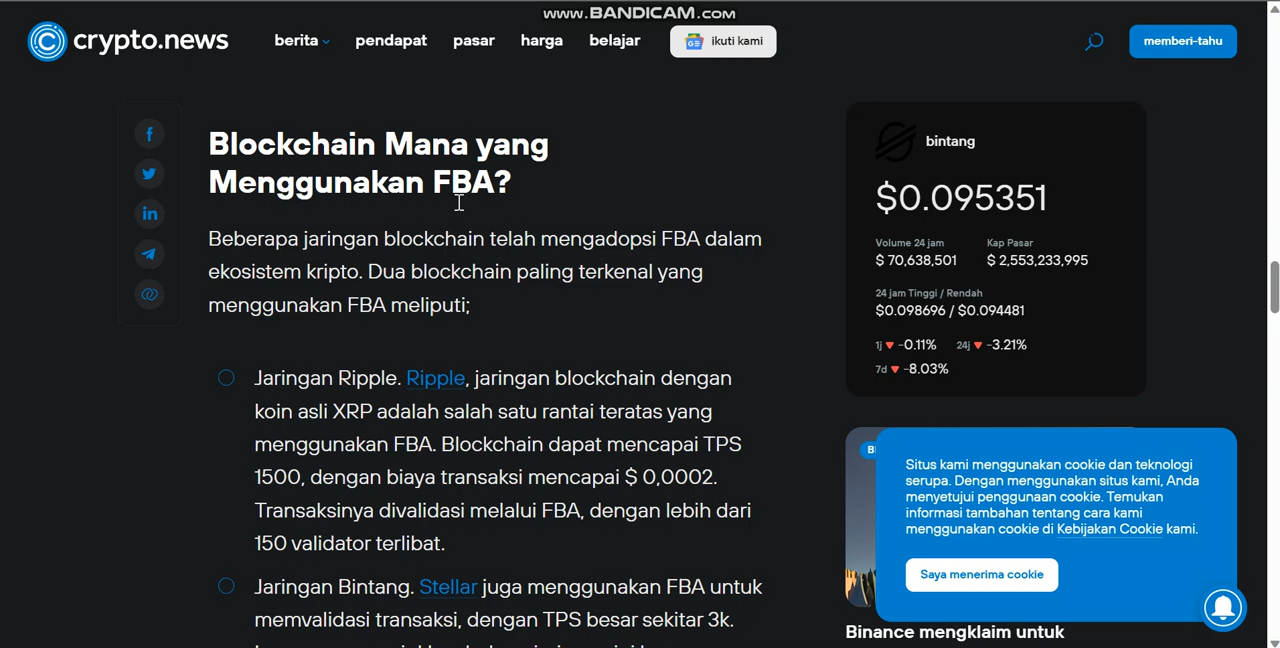 www.BANDICAM.com
crypto.news
berita
pendapat
pasar
harga
belajar
ikuti kami
memberi-tahu
Blockchain Mana yang
Menggunakan FBA?
Beberapa jaringan blockchain telah mengadopsi FBA dalam
ekosistem kripto. Dua blockchain paling terkenal yang
menggunakan FBA meliputi;
Jaringan Ripple. Ripple, jaringan blockchain dengan
koin asli XRP adalah salah satu rantai teratas yang
menggunakan FBA. Blockchain dapat mencapai TPS
1500, dengan biaya transaksi mencapai $ 0,0002.
Transaksinya divalidasi melalui FBA, dengan lebih dari
150 validator terlibat.
Jaringan Bintang. Stellar juga menggunakan FBA untuk
memvalidasi transaksi, dengan TPS besar sekitar 3k.
bintang
$0.095351
Volume 24 jam
$ 70,638,501
Kap Pasar
$ 2,553,233,995
24 jam Tinggi / Rendah
$0.098696 / $0.094481
1j -0.11% 24j -3.21%
7d -8.03%
Situs kami menggunakan cookie dan teknologi
serupa. Dengan menggunakan situs kami, Anda
menyetujui penggunaan cookie. Temukan
informasi tambahan tentang cara kami
menggunakan cookie di Kebijakan Cookie kami.
Saya menerima cookie
Binance mengklaim untuk